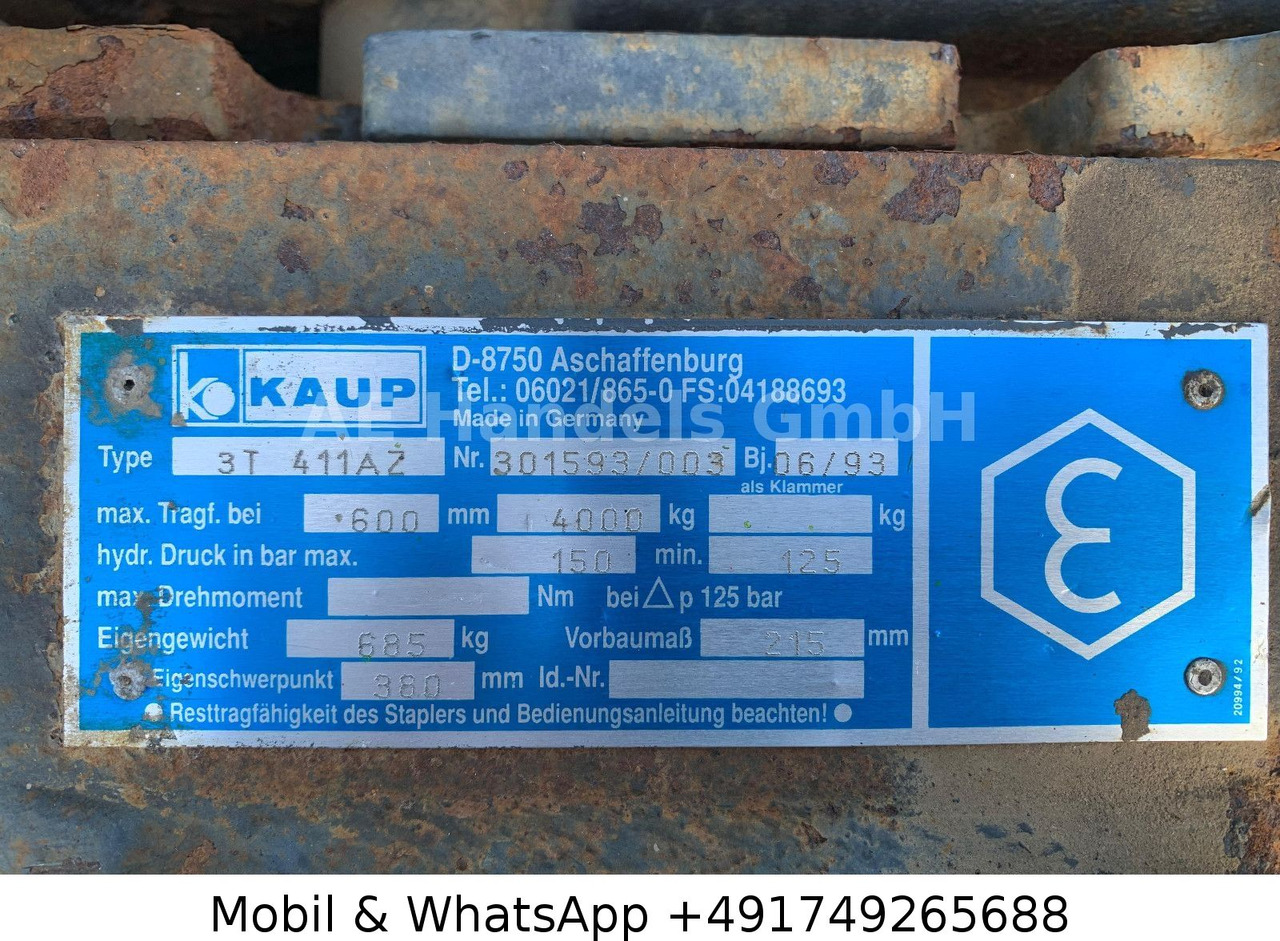 KAUP
D-8750 Aschaffenburg
Tel.: 06021/865-0 FS:04188693
Made in Germany
AE Handels GmbH
Type 3T 411AZ Nr. 301593/003 Bj. 06/93
als Klammer
max. Tragf. bei 600 mm 4000 kg kg
hydr. Druck in bar max. 150 min. 125
max. Drehmoment Nm bei △ p 125 bar
Eigengewicht 685 kg Vorbaumaß 215 mm
Eigenschwerpunkt 380 mm Id.-Nr.
● Resttragfähigkeit des Staplers und Bedienungsanleitung beachten! ●
20994/92
Mobil & WhatsApp +491749265688